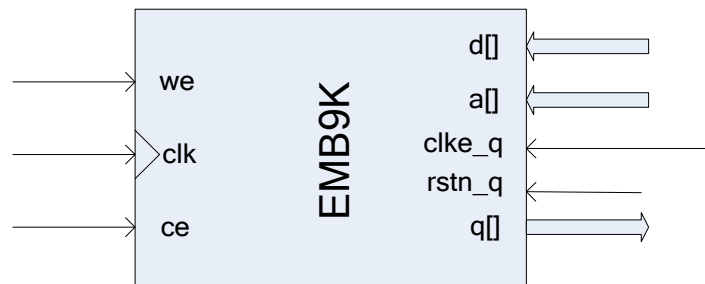 we
clk
ce
EMB9K
d[]
a[]
clke_q
rstn_q
q[]